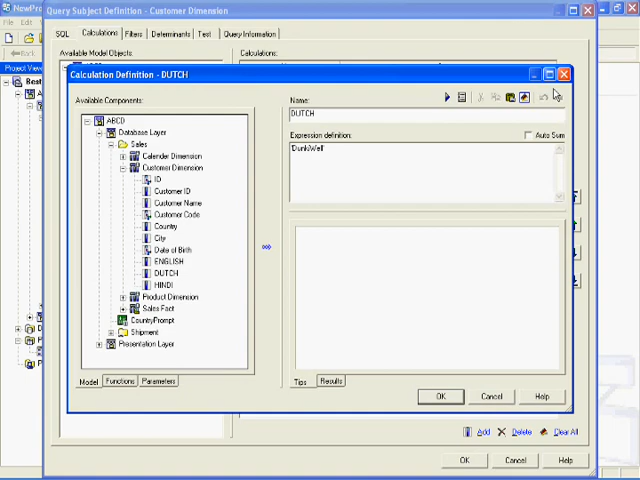 NewPro
Query Subject Definition - Customer Dimension
File
SQL
Calculations
Filters
Determinants
Test
Query Information
Back
Available Model Objects:
Calculations:
Project View
Calculation Definition - DUTCH
Available Components:
Name:
DUTCH
Expression definition:
Auto Sum
ABCD
Database Layer
Sales
Calender Dimension
Customer Dimension
ID
Customer ID
Customer Name
Customer Code
Country
City
Date of Birth
ENGLISH
DUTCH
HINDI
Product Dimension
Sales Fact
CountryPrompt
Shipment
Presentation Layer
Model
Functions
Parameters
Tips
Results
OK
Cancel
Help
Add
Delete
Clear All
OK
Cancel
Help